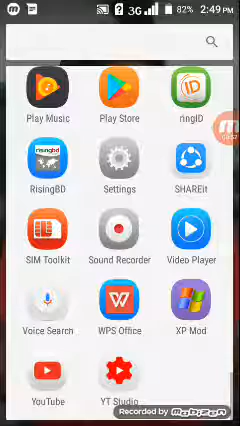 3G 82% 2:49 PM
Play Music Play Store ringID
risingbd
RisingBD Settings SHAREit
SIM Toolkit Sound Recorder Video Player
Voice Search WPS Office XP Mod
YouTube YT Studio
Recorded by Mobizen